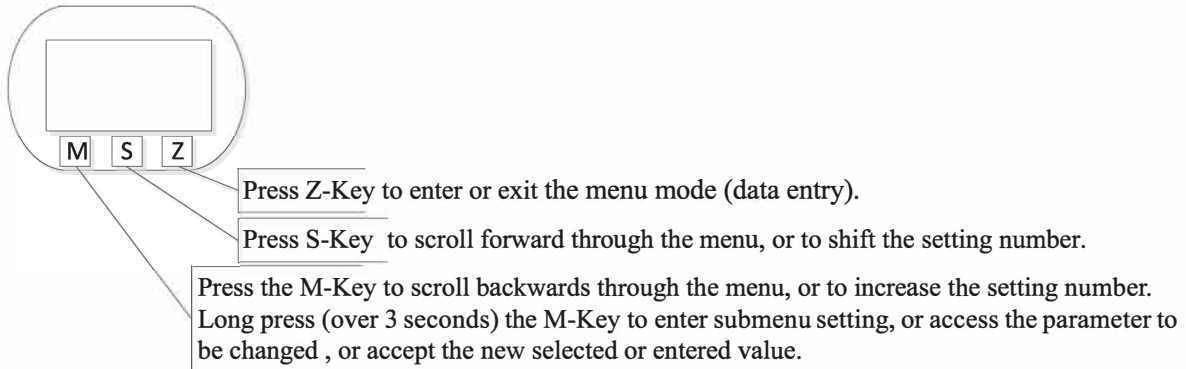 M S Z
Press Z-Key to enter or exit the menu mode (data entry).
Press S-Key to scroll forward through the menu, or to shift the setting number.
Press the M-Key to scroll backwards through the menu, or to increase the setting number.
Long press (over 3 seconds) the M-Key to enter submenu setting, or access the parameter to
be changed , or accept the new selected or entered value.